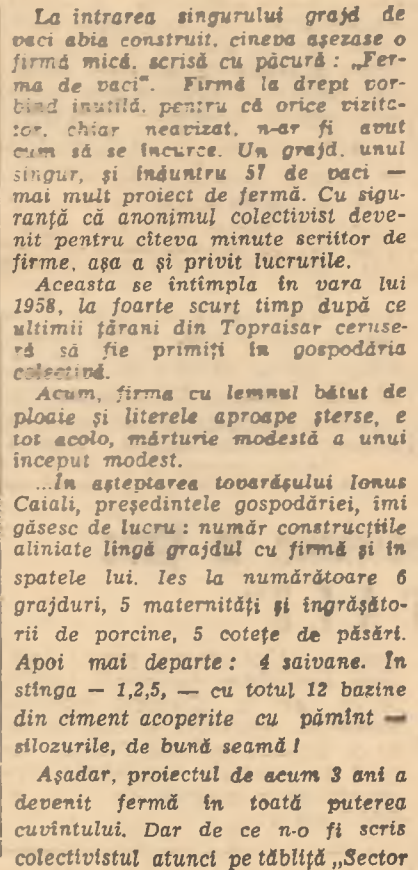 La intrarea singurului grajd de
vaci abia construit, cineva așezase o
firmă mică, scrisă cu păcură : „Fer-
ma de vaci“. Firmă la drept vor-
bind inutilă, pentru că orice vizita-
tor, chiar neavizat, n-ar fi avut
cum să se încurce. Un grajd, unul
singur, și înăuntru 57 de vaci —
mai mult proiect de fermă. Cu sigu-
ranță că anonimul colectivist deve-
nit pentru cîteva minute scriitor de
firme, așa a și privit lucrurile.
Aceasta se întîmpla în vara lui
1958, la foarte scurt timp după ce
ultimii țărani din Topraisar ceruse-
ră să fie primiți în gospodăria
colectivă.
Acum, firma cu lemnul bătut de
ploaie și literele aproape șterse, e
tot acolo, mărturie modestă a unui
început modest.
...In așteptarea tovarășului Ionus
Caiali, președintele gospodăriei, îmi
găsesc de lucru : număr construcțiile
aliniate lîngă grajdul cu firmă și în
spatele lui. Ies la numărătoare 6
grajduri, 5 maternități și îngrășăto-
rii de porcine, 5 cotețe de păsări.
Apoi mai departe : 4 saivane. In
stînga — 1,2,5, — cu totul 12 bazine
din ciment acoperite cu pămînt —
silozurile, de bună seamă !
Așadar, proiectul de acum 3 ani a
devenit fermă în toată puterea
cuvîntului. Dar de ce n-o fi scris
colectivistul atunci pe tăbliță „Sector